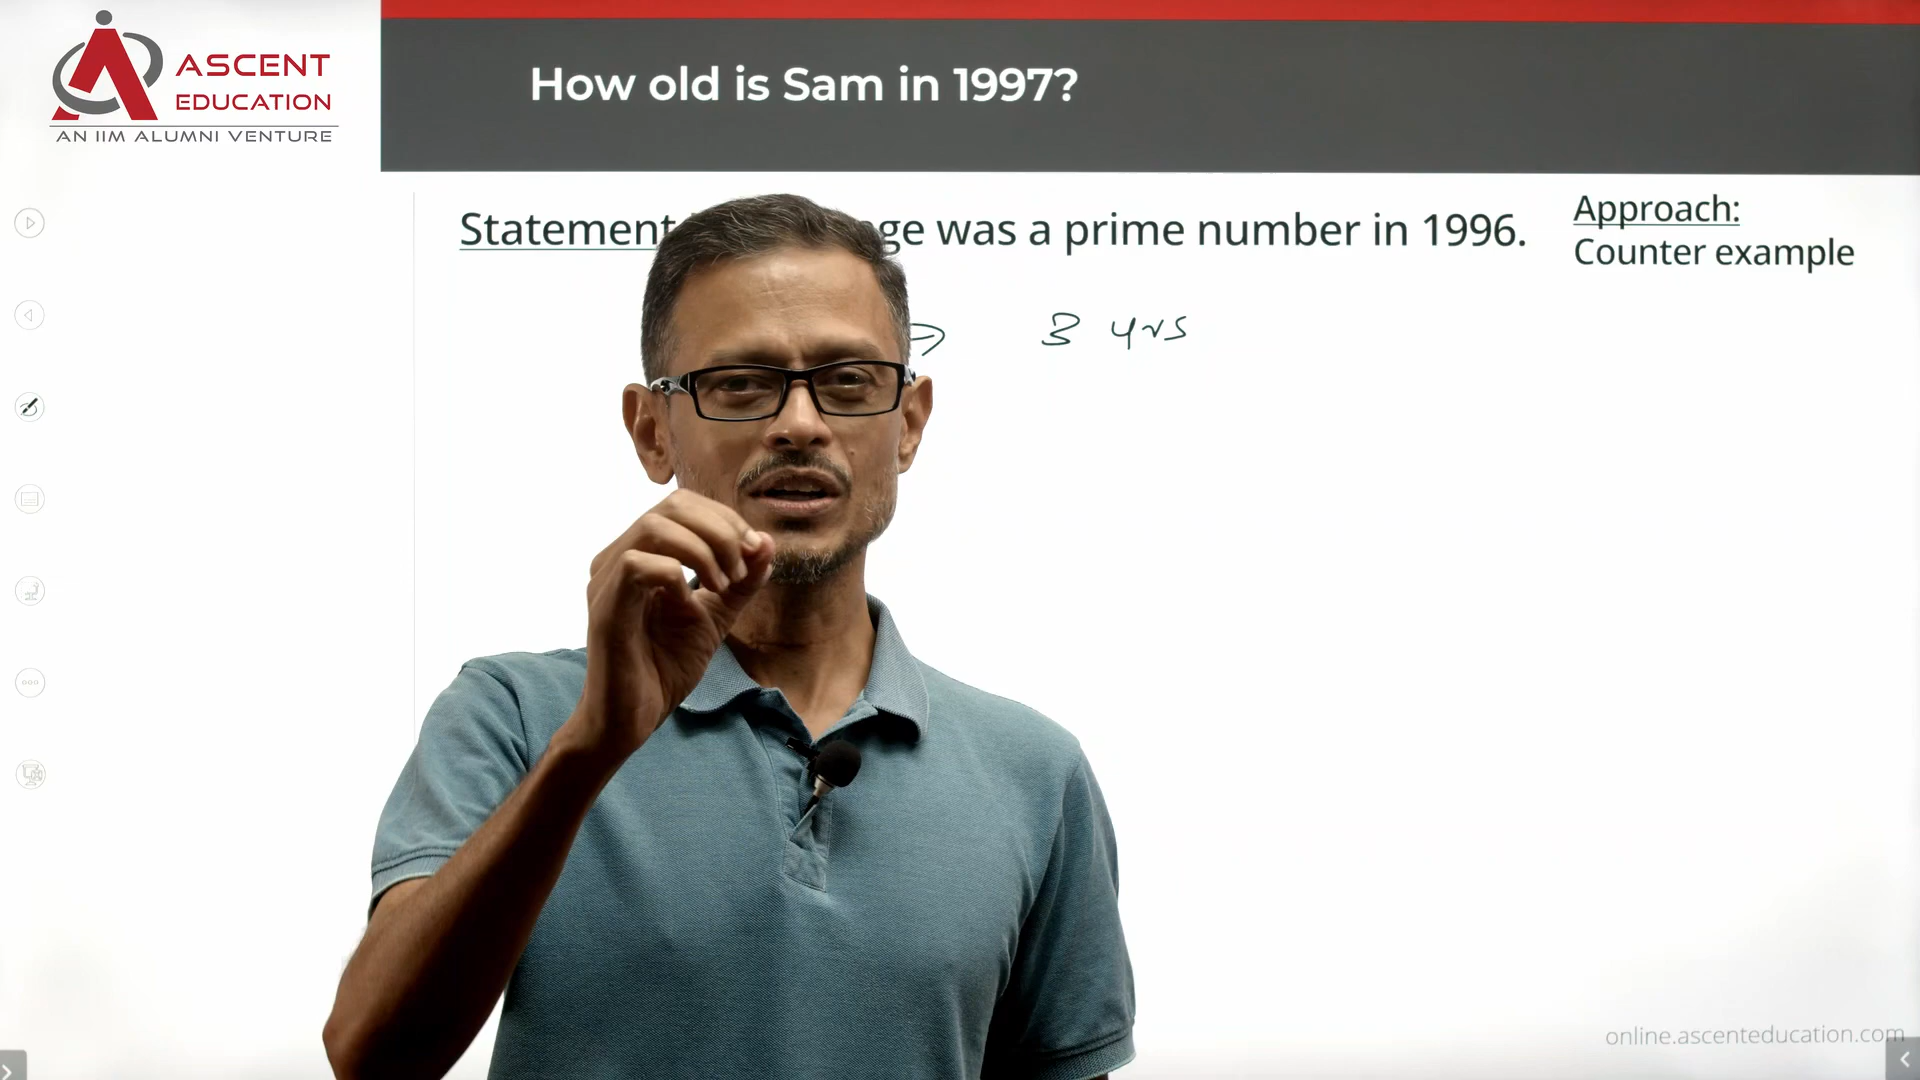 ASCENT
EDUCATION
AN IIM ALUMNI VENTURE
How old is Sam in 1997?
Statement was a prime number in 1996.
Approach:
Counter example
3 yrs
online.ascenteducation.com